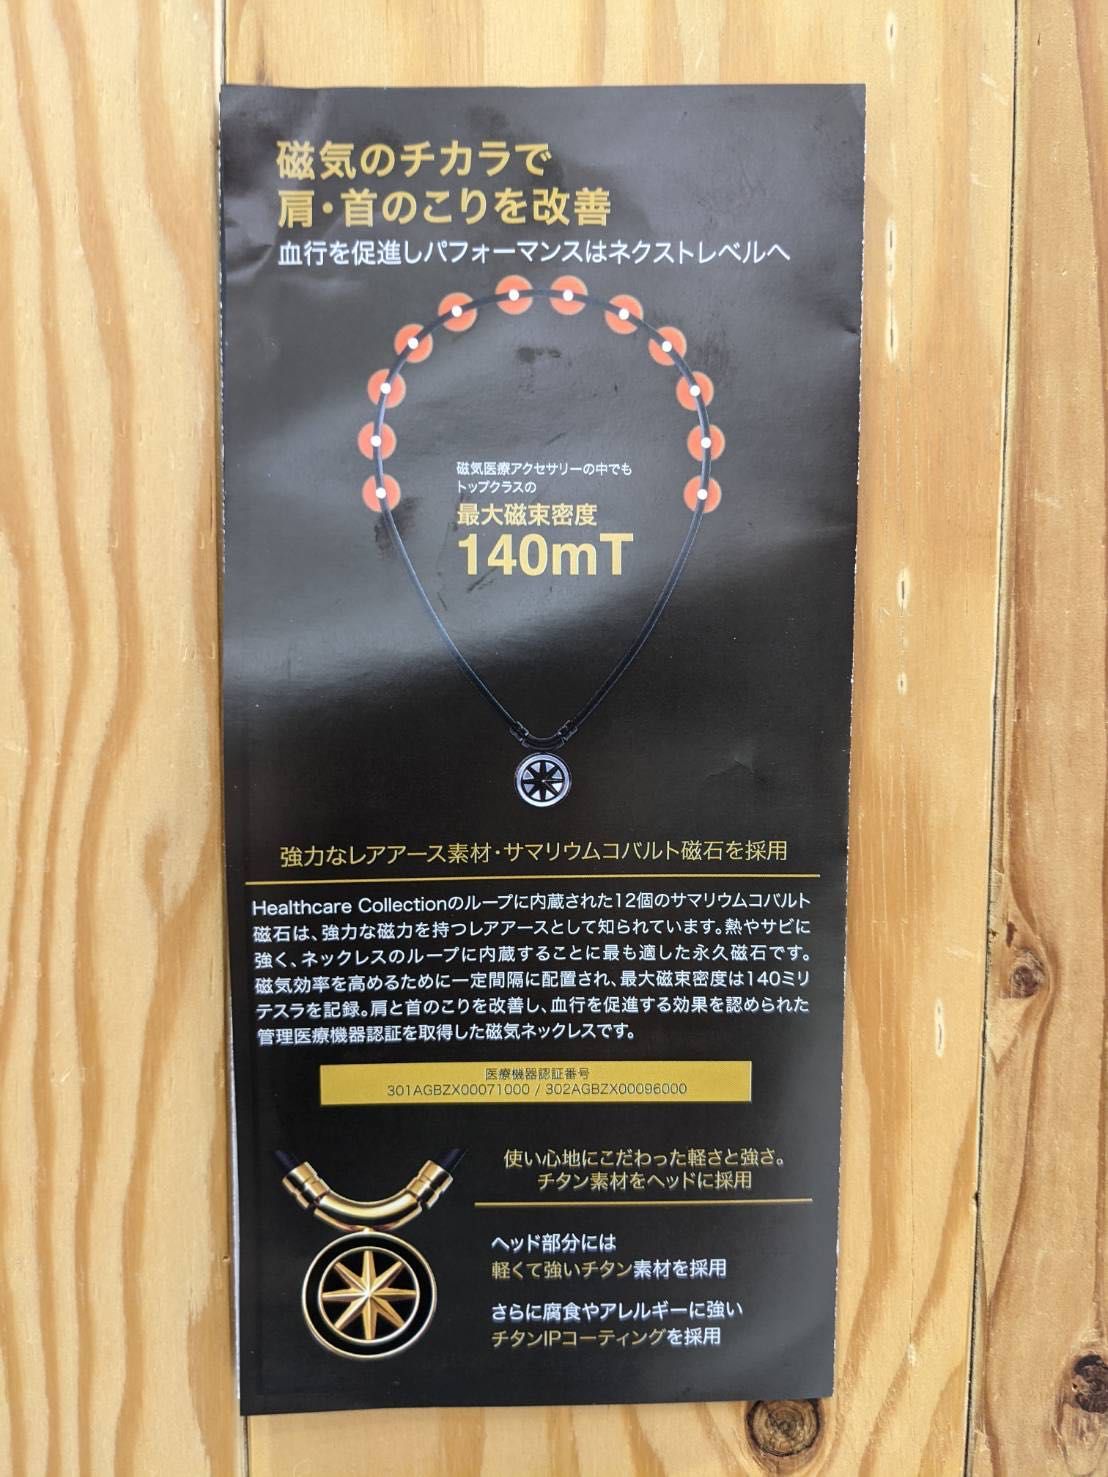 磁気のチカラで
肩・首のこりを改善
血行を促進しパフォーマンスはネクストレベルへ
磁気医療アクセサリーの中でも
トップクラスの
最大磁束密度
140mT
強力なレアアース素材・サマリウムコバルト磁石を採用
Healthcare Collectionのループに内蔵された12個のサマリウムコバルト
磁石は、強力な磁力を持つレアアースとして知られています。熱やサビに
強く、ネックレスのループに内蔵することに最も適した永久磁石です。
磁気効率を高めるために一定間隔に配置され、最大磁束密度は140ミリ
テスラを記録。肩と首のこりを改善し、血行を促進する効果を認められた
管理医療機器認証を取得した磁気ネックレスです。
医療機器認証番号
301AGBZX00071000 / 302AGBZX00096000
使い心地にこだわった軽さと強さ。
チタン素材をヘッドに採用
ヘッド部分には
軽くて強いチタン素材を採用
さらに腐食やアレルギーに強い
チタンIPコーティングを採用